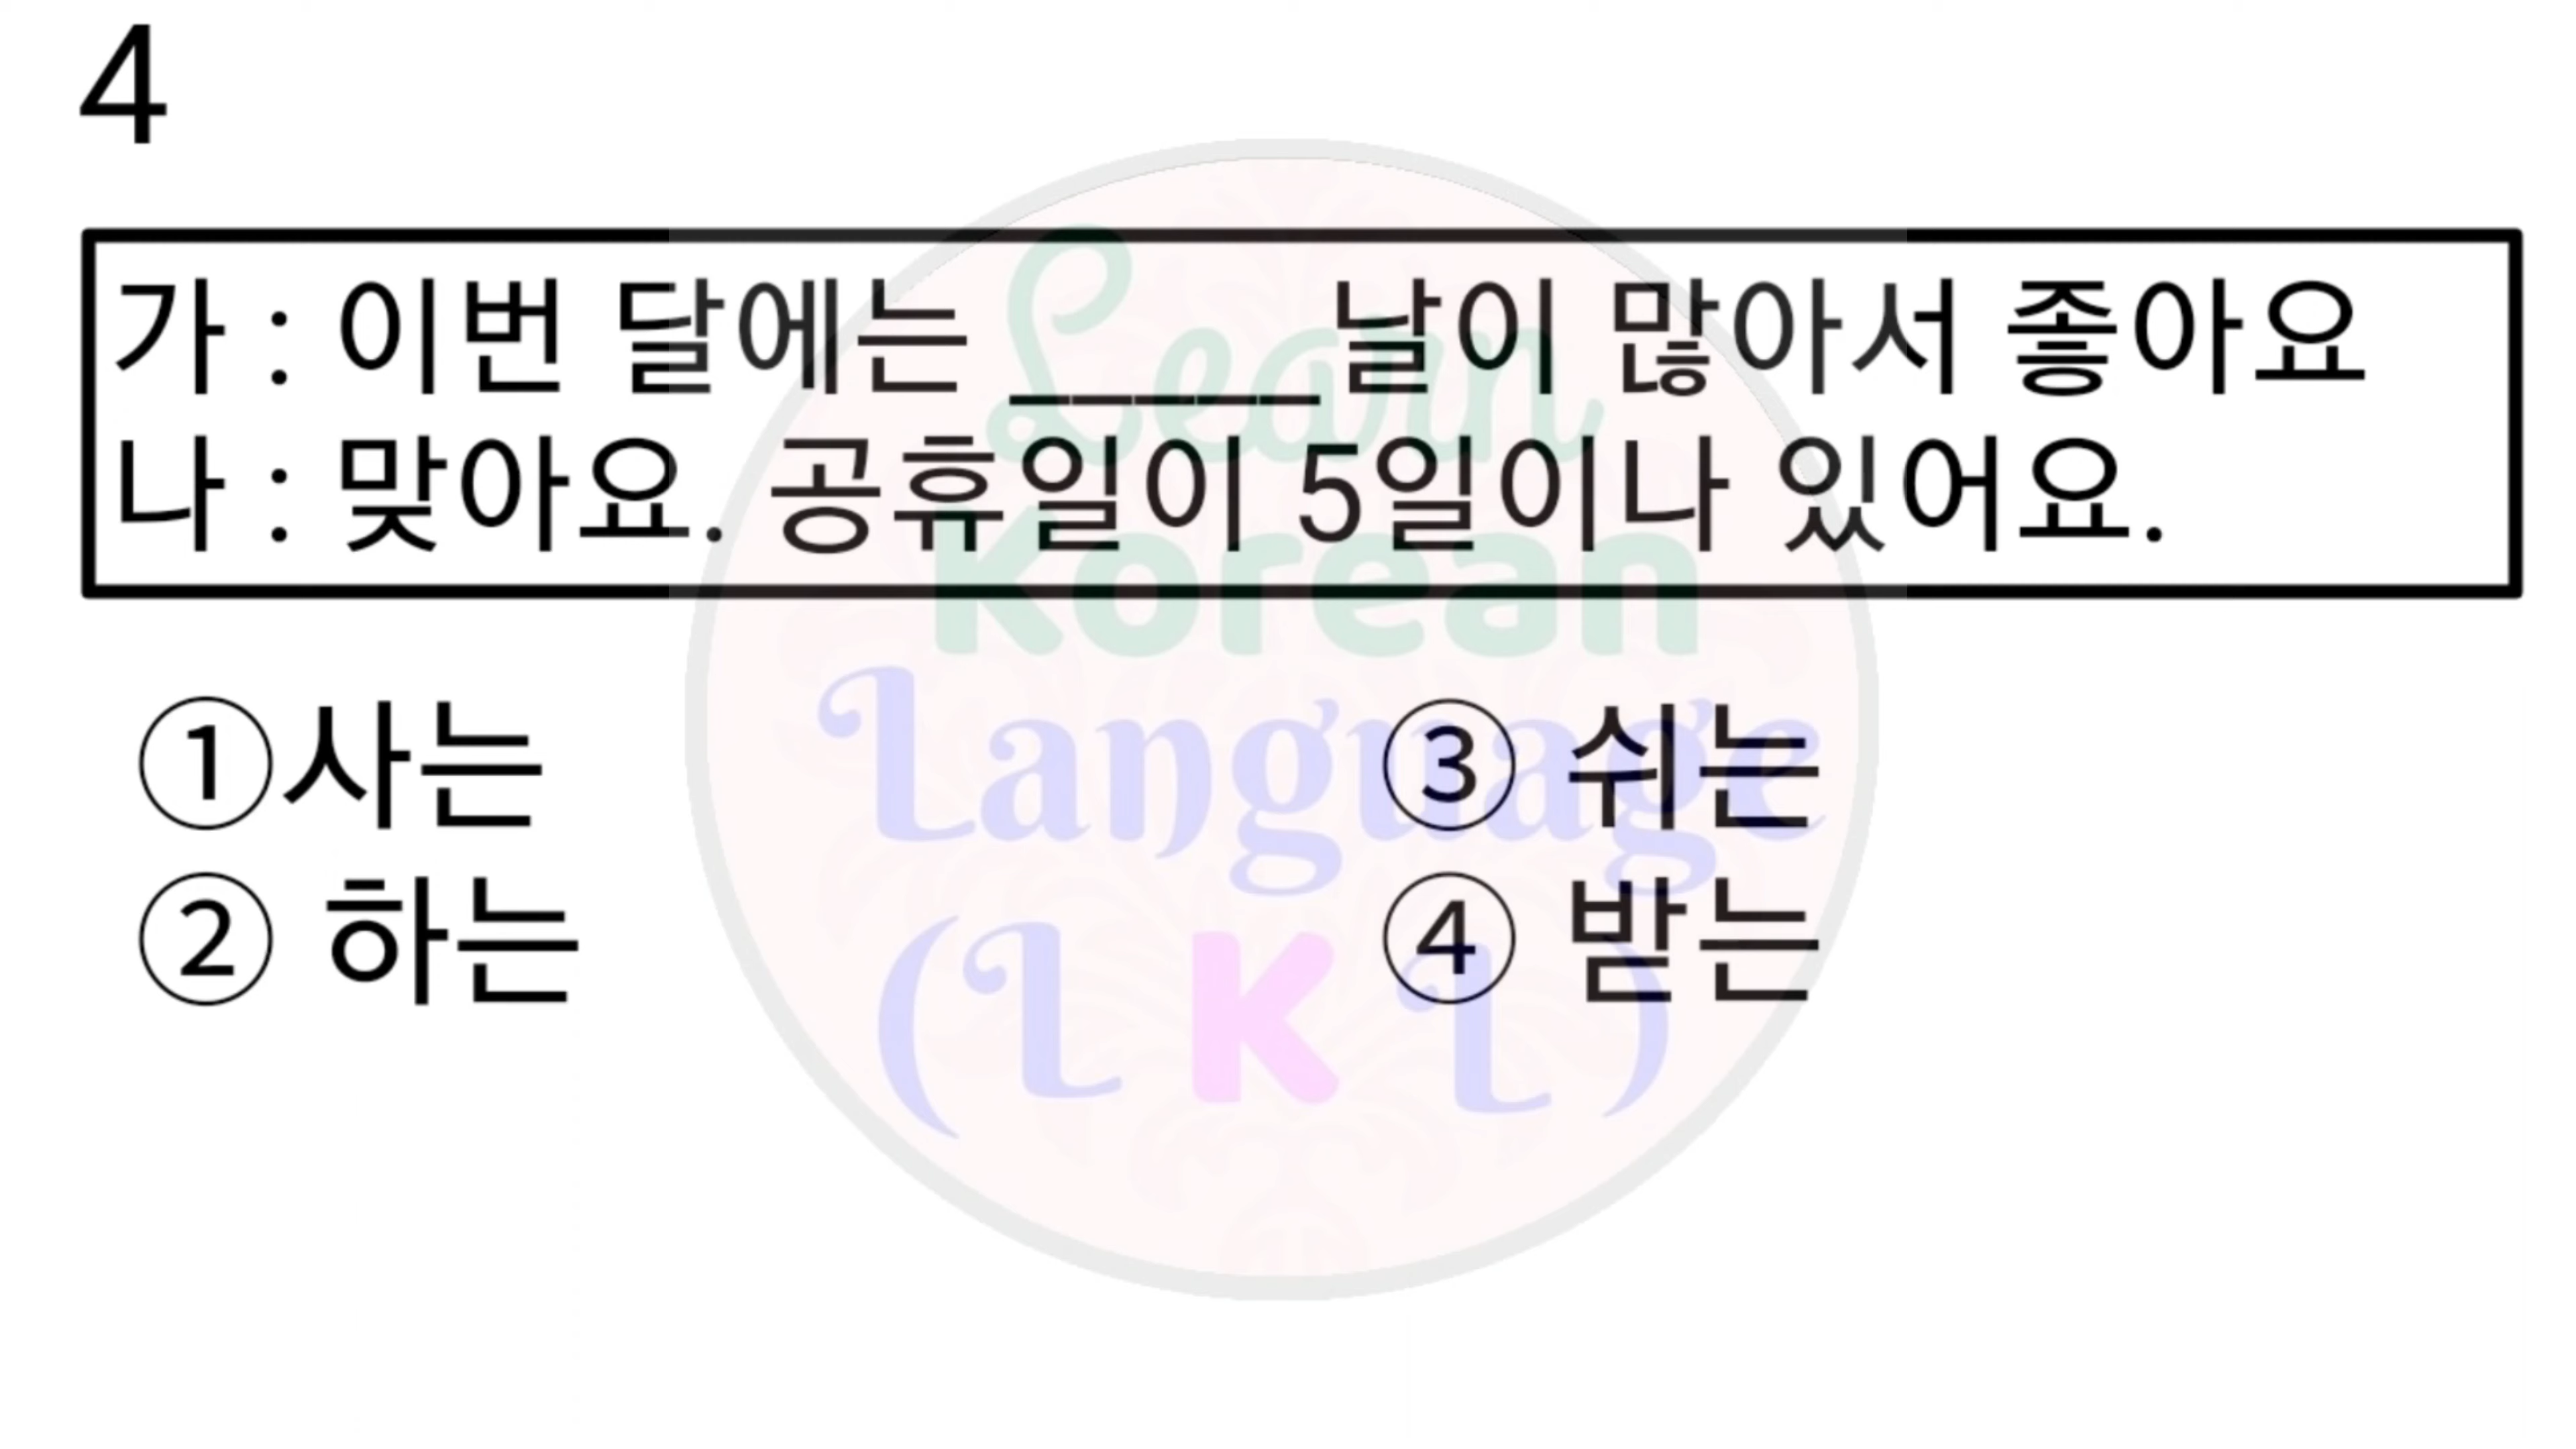 4
가 : 이번 달에는 _____날이 많아서 좋아요
나 : 맞아요. 공휴일이 5일이나 있어요.
①사는
② 하는
③ 쉬는
④ 받는
Learn
Korean
Language
(L K L)